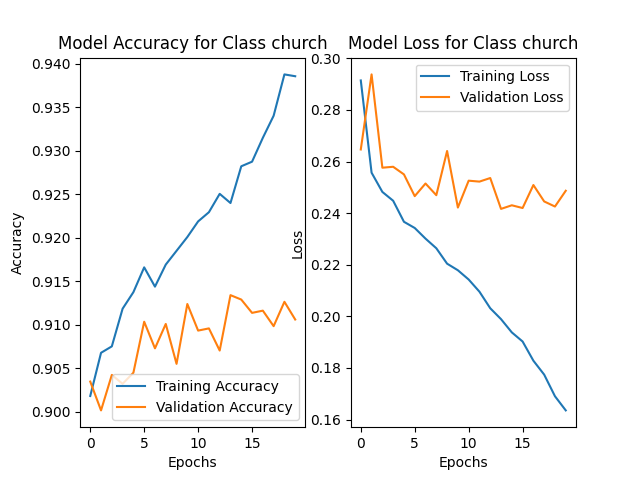 Model Accuracy for Class church
0.940
0.935
0.930
0.925
0.920
0.915
0.910
0.905
0.900
Accuracy
0
5
10
15
Epochs
Training Accuracy
Validation Accuracy
Model Loss for Class church
0.30
0.28
0.26
0.24
0.22
0.20
0.18
0.16
Loss
0
5
10
15
Epochs
Training Loss
Validation Loss